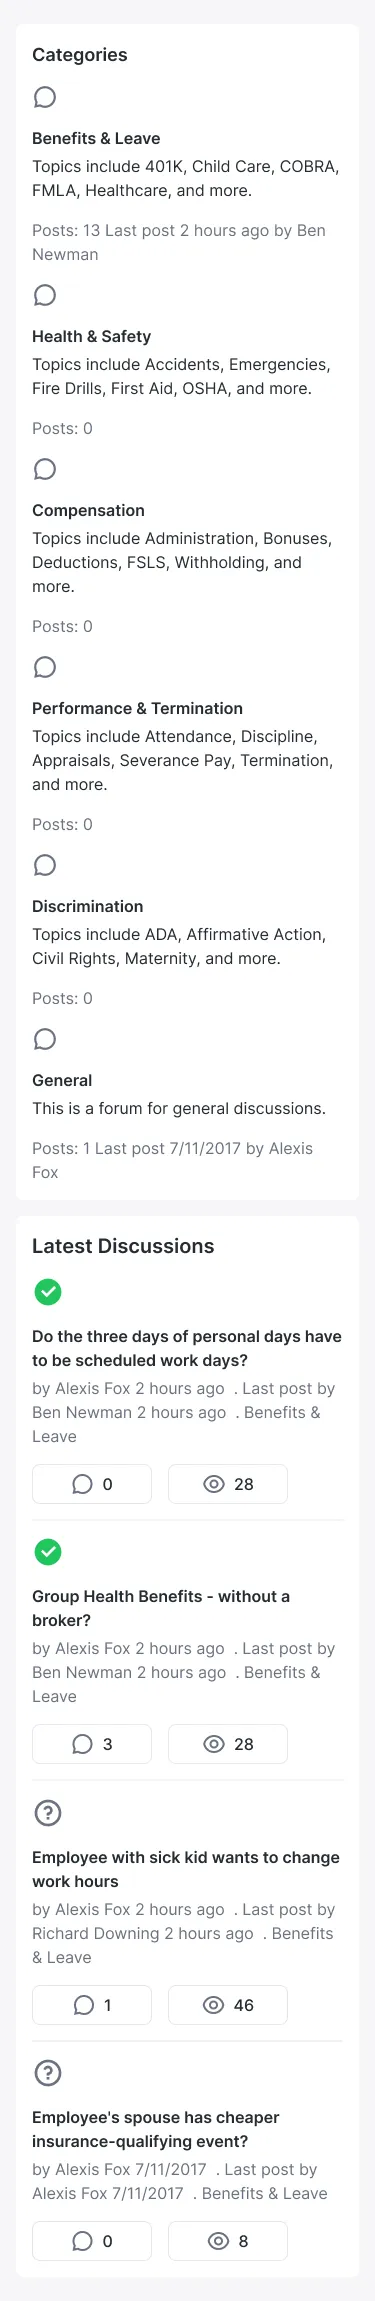 Categories
Benefits & Leave
Topics include 401K, Child Care, COBRA,
FMLA, Healthcare, and more.
Posts: 13 Last post 2 hours ago by Ben
Newman
Health & Safety
Topics include Accidents, Emergencies,
Fire Drills, First Aid, OSHA, and more.
Posts: 0
Compensation
Topics include Administration, Bonuses,
Deductions, FSLS, Withholding, and
more.
Posts: 0
Performance & Termination
Topics include Attendance, Discipline,
Appraisals, Severance Pay, Termination,
and more.
Posts: 0
Discrimination
Topics include ADA, Affirmative Action,
Civil Rights, Maternity, and more.
Posts: 0
General
This is a forum for general discussions.
Posts: 1 Last post 7/11/2017 by Alexis
Fox
Latest Discussions
Do the three days of personal days have
to be scheduled work days?
by Alexis Fox 2 hours ago . Last post by
Ben Newman 2 hours ago . Benefits &
Leave
0 28
Group Health Benefits - without a
broker?
by Alexis Fox 2 hours ago . Last post by
Ben Newman 2 hours ago . Benefits &
Leave
3 28
Employee with sick kid wants to change
work hours
by Alexis Fox 2 hours ago . Last post by
Richard Downing 2 hours ago . Benefits
& Leave
1 46
Employee's spouse has cheaper
insurance-qualifying event?
by Alexis Fox 7/11/2017 . Last post by
Alexis Fox 7/11/2017 . Benefits & Leave
0 8